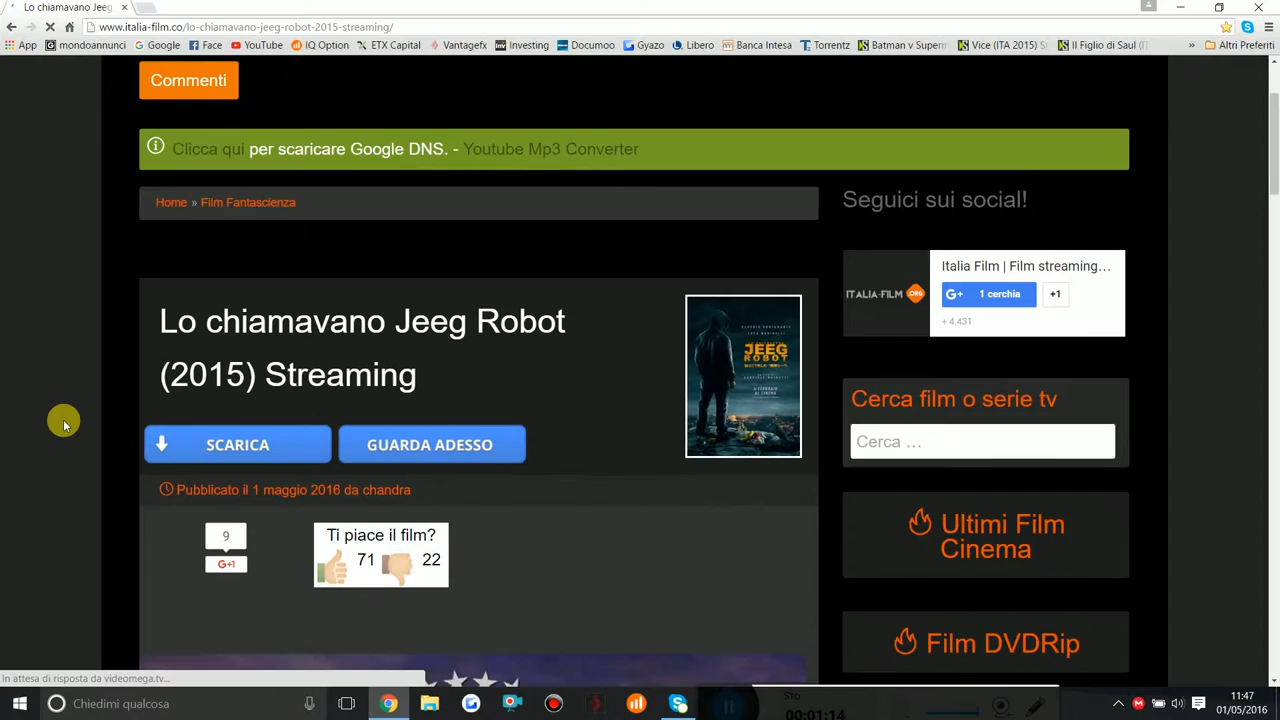 Lo chiamavano Jeeg
www.italia-film.co/lo-chiamavano-jeeg-robot-2015-streaming/
App mondoannunci Google Face YouTube IQ Option ETX Capital Vantagefx Investing Documoo Gyazo Libero Banca Intesa Torrentz Batman v Superm Vice (ITA 2015) S Il Figlio di Saul (IT » Altri Preferiti
Commenti
Clicca qui per scaricare Google DNS. - Youtube Mp3 Converter
Home » Film Fantascienza
Seguici sui social!
Italia Film | Film streaming...
ITALIA-FILM ORG
G+ 1 cerchia +1
+ 4.431
Lo chiamavano Jeeg Robot
(2015) Streaming
JEEG
ROBOT
SCARICA GUARDA ADESSO
Cerca film o serie tv
Cerca …
Pubblicato il 1 maggio 2016 da chandra
9
G+1
Ti piace il film?
71 22
Ultimi Film
Cinema
Film DVDRip
In attesa di risposta da videomega.tv...
Chiedimi qualcosa
Sto
00:01:14
11:47
01/05/2016